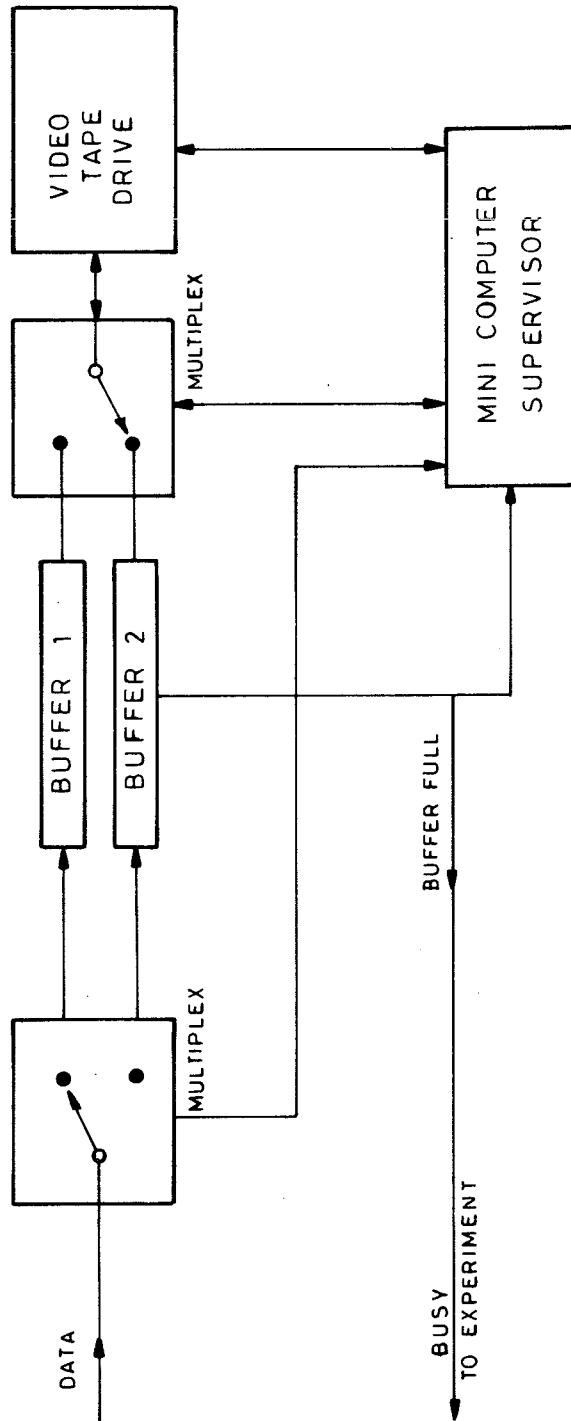 DATA
MULTIPLEX
BUFFER 1
BUFFER 2
MULTIPLEX
VIDEO
TAPE
DRIVE
BUSY
TO EXPERIMENT
BUFFER FULL
MINI COMPUTER
SUPERVISOR